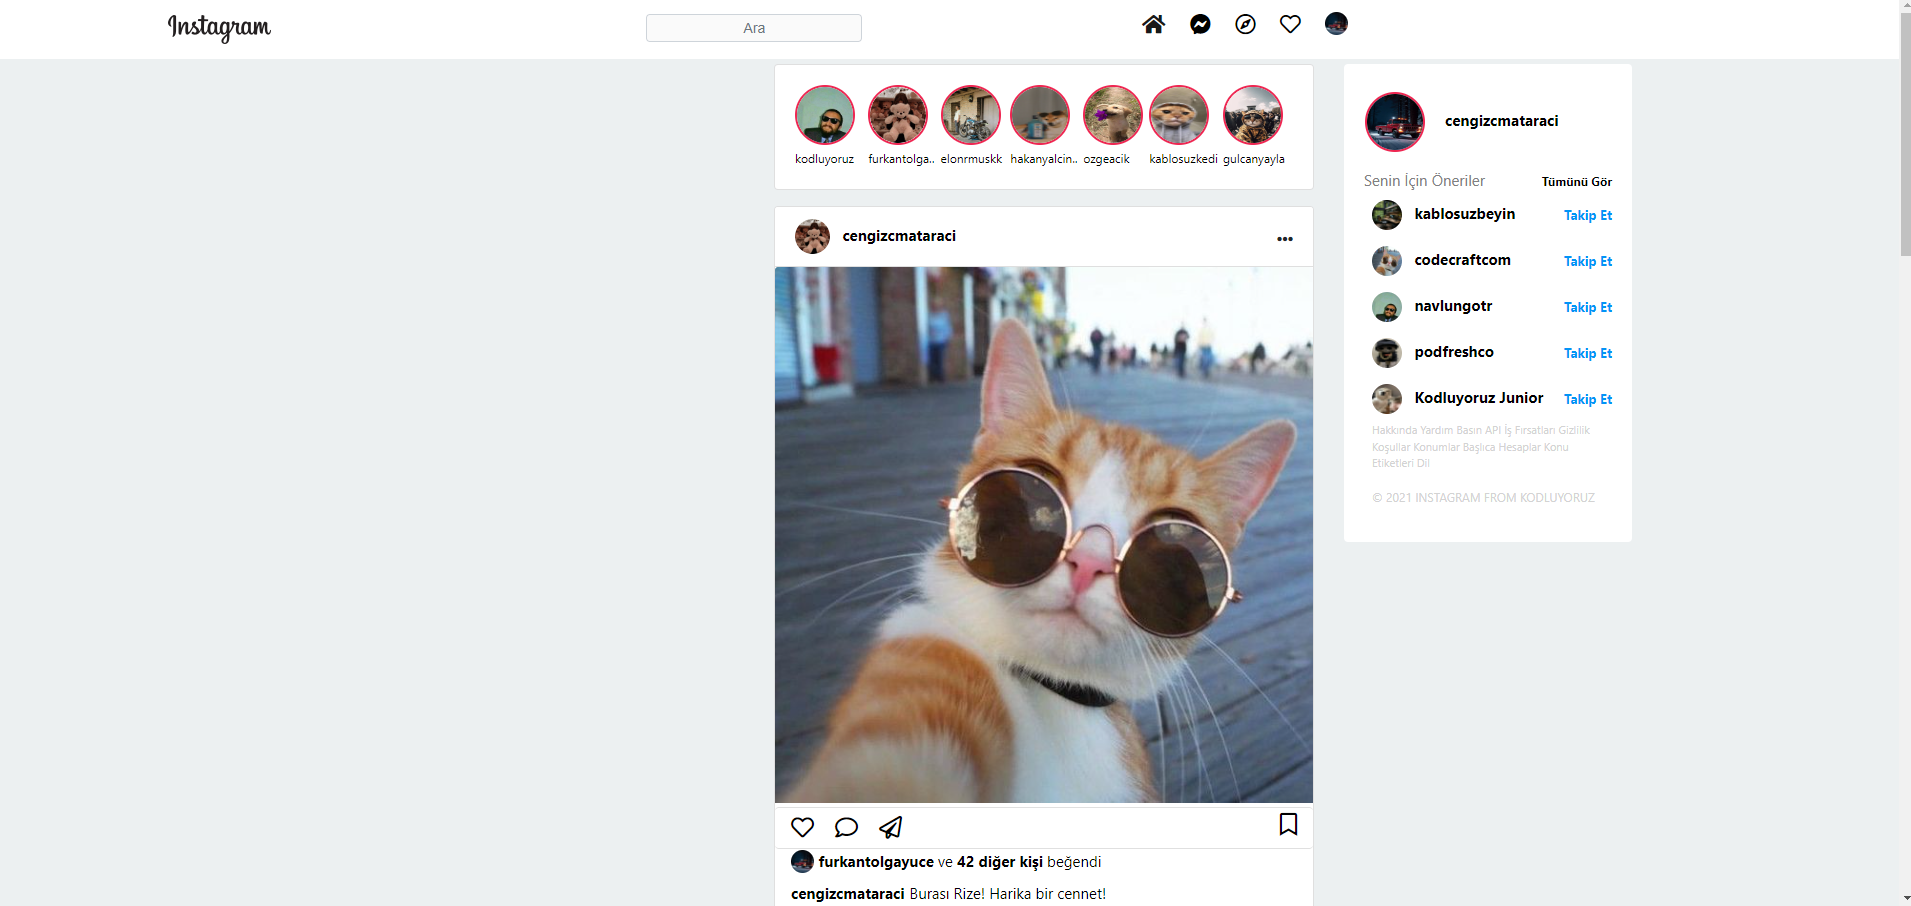 Instagram
Ara
kodluyoruz furkantolga.. elonrmuskk hakanyalcin.. ozgeacik kablosuzkedi gulcanyayla
cengizcmataraci
cengizcmataraci
Senin İçin Öneriler Tümünü Gör
kablosuzbeyin Takip Et
codecraftcom Takip Et
navlungotr Takip Et
podfreshco Takip Et
Kodluyoruz Junior Takip Et
Hakkında Yardım Basın API İş Fırsatları Gizlilik
Koşullar Konumlar Başlıca Hesaplar Konu
Etiketleri Dil
© 2021 INSTAGRAM FROM KODLUYORUZ
furkantolgayuce ve 42 diğer kişi beğendi
cengizcmataraci Burası Rize! Harika bir cennet!